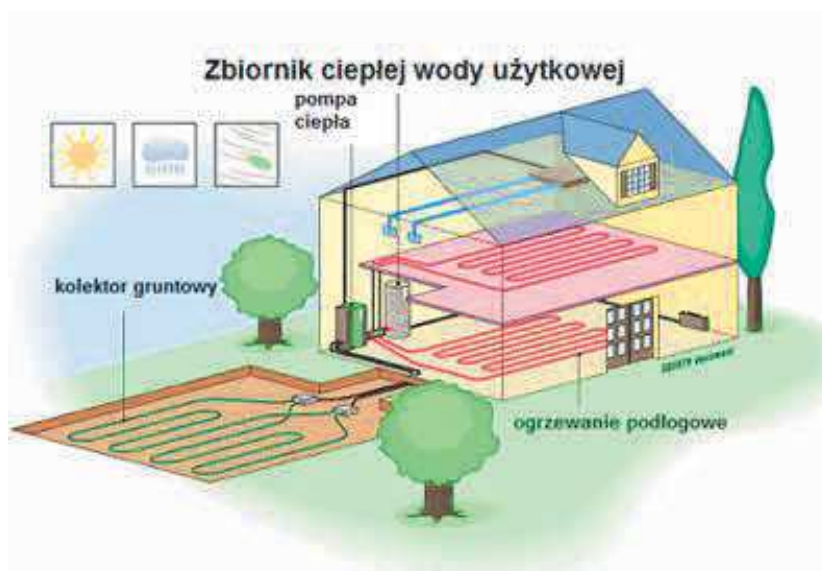 Zbiornik ciepłej wody użytkowej
pompa
ciepła
kolektor gruntowy
ogrzewanie podłogowe